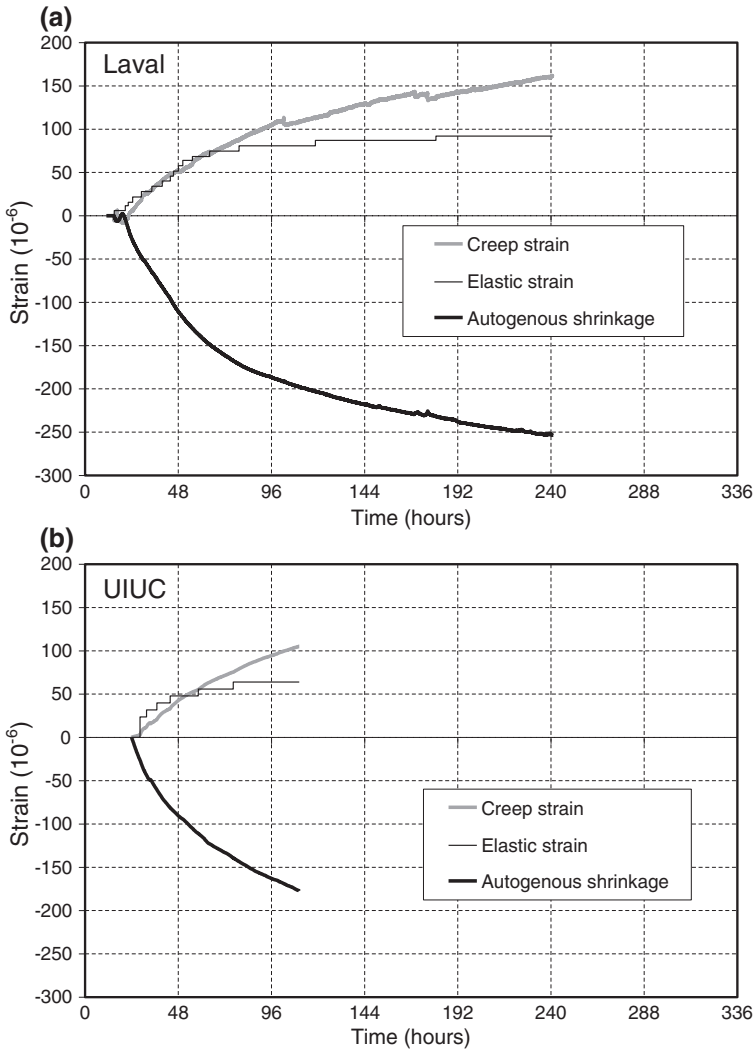 (a)
Laval
200
150
100
50
0
-50
-100
-150
-200
-250
-300
Strain (10-6)
Creep strain
Elastic strain
Autogenous shrinkage
0 48 96 144 192 240 288 336
Time (hours)
(b)
UIUC
200
150
100
50
0
-50
-100
-150
-200
-250
-300
Strain (10-6)
Creep strain
Elastic strain
Autogenous shrinkage
0 48 96 144 192 240 288 336
Time (hours)